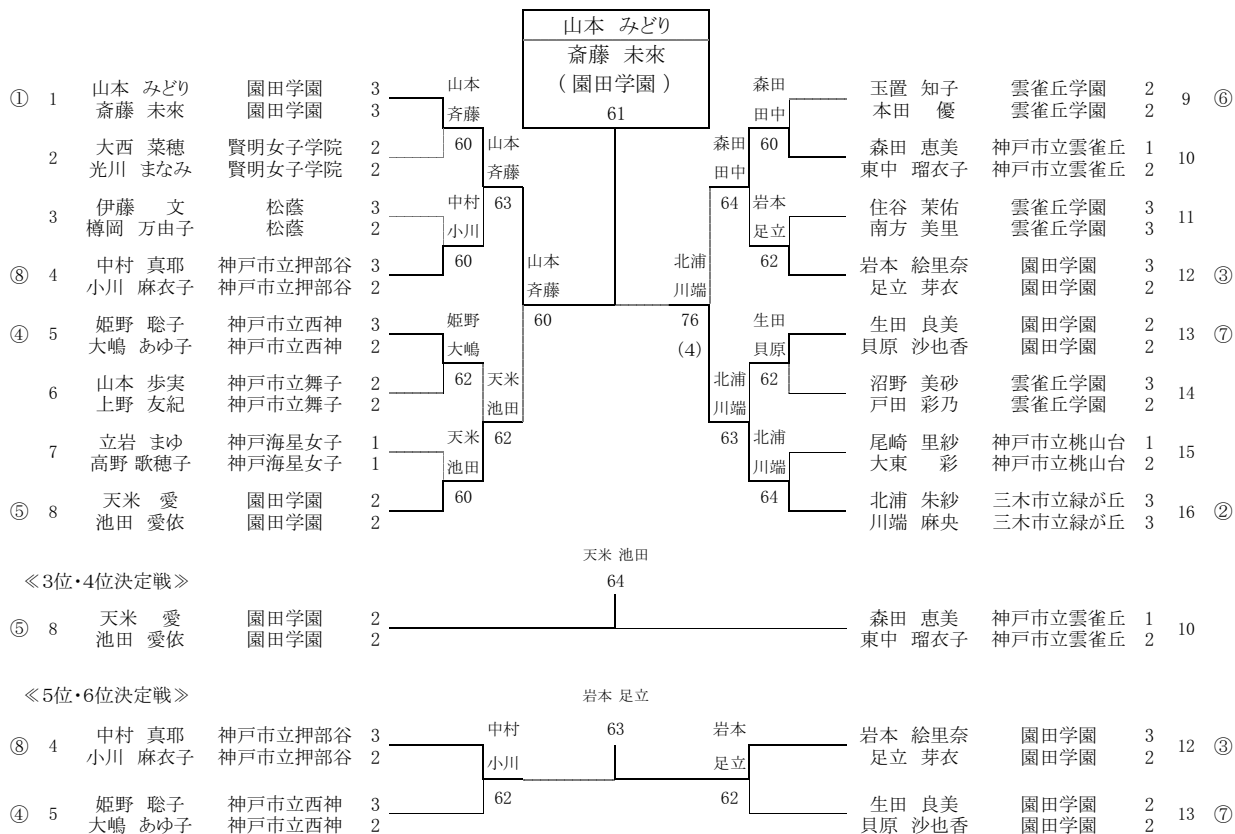 山本 みどり
斎藤 未來
(園田学園)
61
① 1 山本 みどり 園田学園 3
斎藤 未來 園田学園 3
山本
斉藤
60
2 大西 菜穂 賢明女子学院 2
光川 まなみ 賢明女子学院 2
山本
斉藤
63
3 伊藤 文 松蔭 3
樽岡 万由子 松蔭 2
中村
小川
60
⑧ 4 中村 真耶 神戸市立押部谷 3
小川 麻衣子 神戸市立押部谷 2
山本
斉藤
60
④ 5 姫野 聡子 神戸市立西神 3
大嶋 あゆ子 神戸市立西神 2
姫野
大嶋
62
6 山本 歩実 神戸市立舞子 2
上野 友紀 神戸市立舞子 2
天米
池田
62
7 立岩 まゆ 神戸海星女子 1
高野 歌穂子 神戸海星女子 1
天米
池田
60
⑤ 8 天米 愛 園田学園 2
池田 愛依 園田学園 2
森田
田中
60
玉置 知子 雲雀丘学園 2 9 ⑥
本田 優 雲雀丘学園 2
森田
田中
64
森田 恵美 神戸市立雲雀丘 1 10
東中 瑠衣子 神戸市立雲雀丘 2
岩本
足立
62
住谷 茉佑 雲雀丘学園 3 11
南方 美里 雲雀丘学園 3
岩本 絵里奈 園田学園 3 12 ③
足立 芽衣 園田学園 2
北浦
川端
76
(4)
生田
貝原
62
生田 良美 園田学園 2 13 ⑦
貝原 沙也香 園田学園 2
北浦
川端
63
沼野 美砂 雲雀丘学園 3 14
戸田 彩乃 雲雀丘学園 2
北浦
川端
64
尾崎 里紗 神戸市立桃山台 1 15
大東 彩 神戸市立桃山台 2
北浦 朱紗 三木市立緑が丘 3 16 ②
川端 麻央 三木市立緑が丘 3
天米 池田
≪3位・4位決定戦≫
64
⑤ 8 天米 愛 園田学園 2
池田 愛依 園田学園 2
森田 恵美 神戸市立雲雀丘 1 10
東中 瑠衣子 神戸市立雲雀丘 2
≪5位・6位決定戦≫
岩本 足立
63
⑧ 4 中村 真耶 神戸市立押部谷 3
小川 麻衣子 神戸市立押部谷 2
中村
小川
62
④ 5 姫野 聡子 神戸市立西神 3
大嶋 あゆ子 神戸市立西神 2
岩本
足立
62
岩本 絵里奈 園田学園 3 12 ③
足立 芽衣 園田学園 2
生田 良美 園田学園 2 13 ⑦
貝原 沙也香 園田学園 2